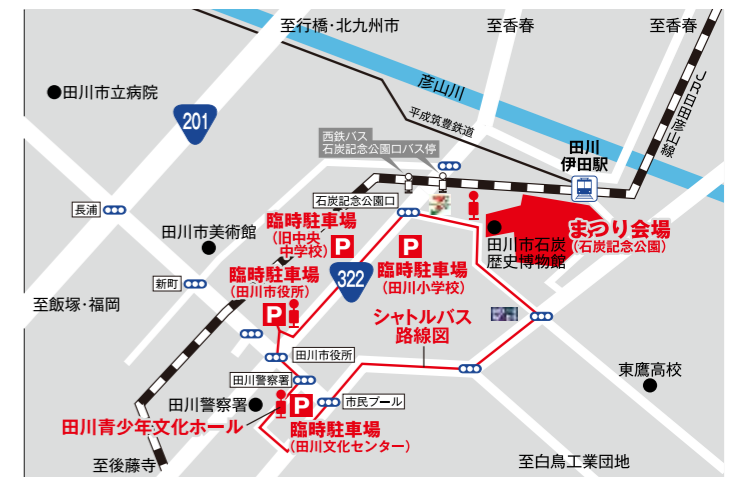 至行橋・北九州市
至香春
至香春
彦山川
JR日田彦山線
●田川市立病院
201
平成筑豊鉄道
西鉄バス
石炭記念公園口バス停
田川
伊田駅
石炭記念公園口
長浦
田川市美術館
臨時駐車場
(旧中央
中学校)
P
P
臨時駐車場
(田川小学校)
田川市石炭
歴史博物館
まつり会場
(石炭記念公園)
新町
臨時駐車場
(田川市役所)
P
322
至飯塚・福岡
シャトルバス
路線図
田川市役所
田川警察署
東鷹高校
田川警察署
P
市民プール
田川青少年文化ホール
臨時駐車場
(田川文化センター)
至後藤寺
至白鳥工業団地